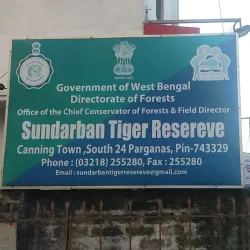 Government of West Bengal
Directorate of Forests
Office of the Chief Conservator of Forests & Field Director
Sundarban Tiger Resereve
Canning Town ,South 24 Parganas, Pin-743329
Phone : (03218) 255280, Fax : 255280
Email : sundarbantigerresereve@gmail.com